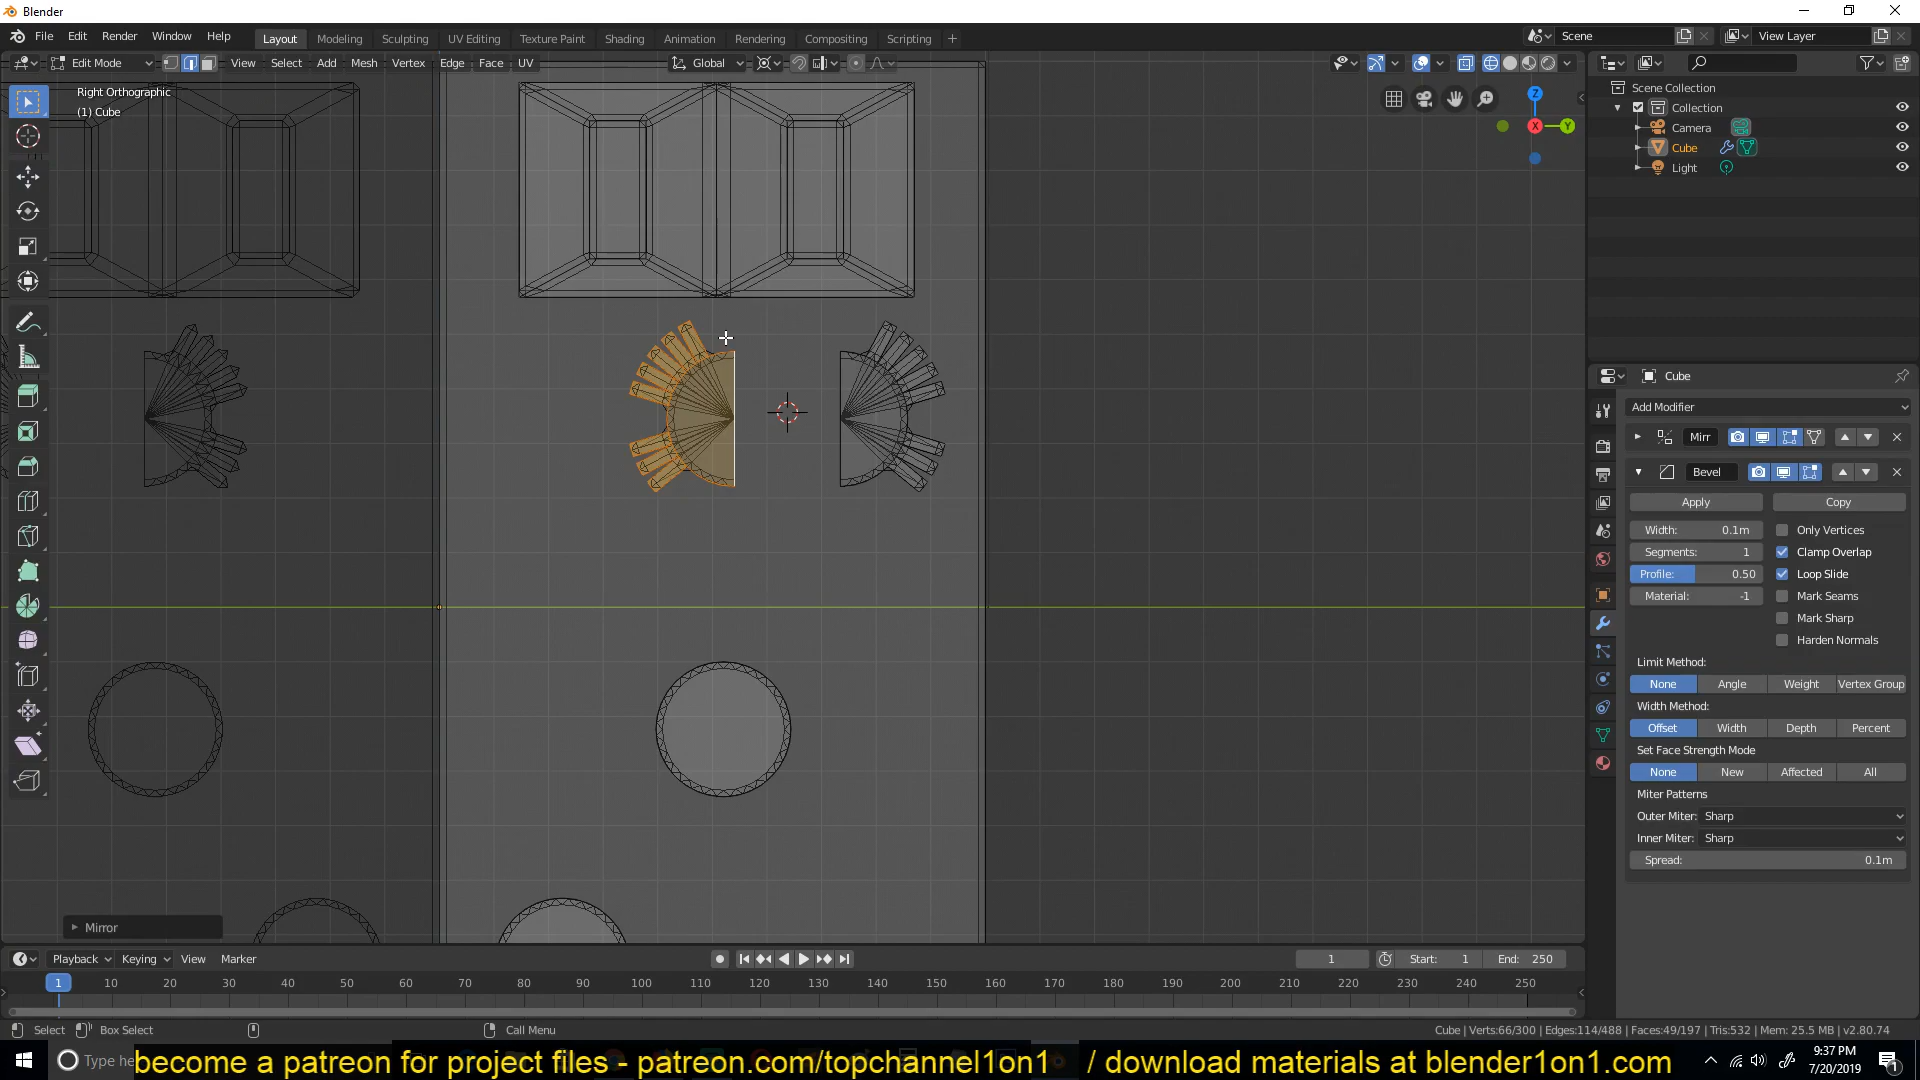 Blender
File Edit Render Window Help
Layout Modeling Sculpting UV Editing Texture Paint Shading Animation Rendering Compositing Scripting
Scene
View Layer
Edit Mode View Select Add Mesh Vertex Edge Face UV
Global
Right Orthographic
(1) Cube
Z
X
Y
Scene Collection
Collection
Camera
Cube
Light
Cube
Add Modifier
Mirr
Bevel
Apply Copy
Width: 0.1m Only Vertices
Segments: 1 Clamp Overlap
Profile: 0.50 Loop Slide
Material: -1 Mark Seams
Mark Sharp
Harden Normals
Limit Method:
None Angle Weight Vertex Group
Width Method:
Offset Width Depth Percent
Set Face Strength Mode
None New Affected All
Miter Patterns
Outer Miter: Sharp
Inner Miter: Sharp
Spread: 0.1m
Mirror
Playback Keying View Marker
1 Start: 1 End: 250
1 10 20 30 40 50 60 70 80 90 100 110 120 130 140 150 160 170 180 190 200 210 220 230 240 250
Select Box Select Call Menu
Cube | Verts:66/300 | Edges:114/488 | Faces:49/197 | Tris:532 | Mem: 25.5 MB | v2.80.74
Type he
become a patreon for project files - patreon.com/topchannel1on1 / download materials at blender1on1.com
9:37 PM
7/20/2019
1